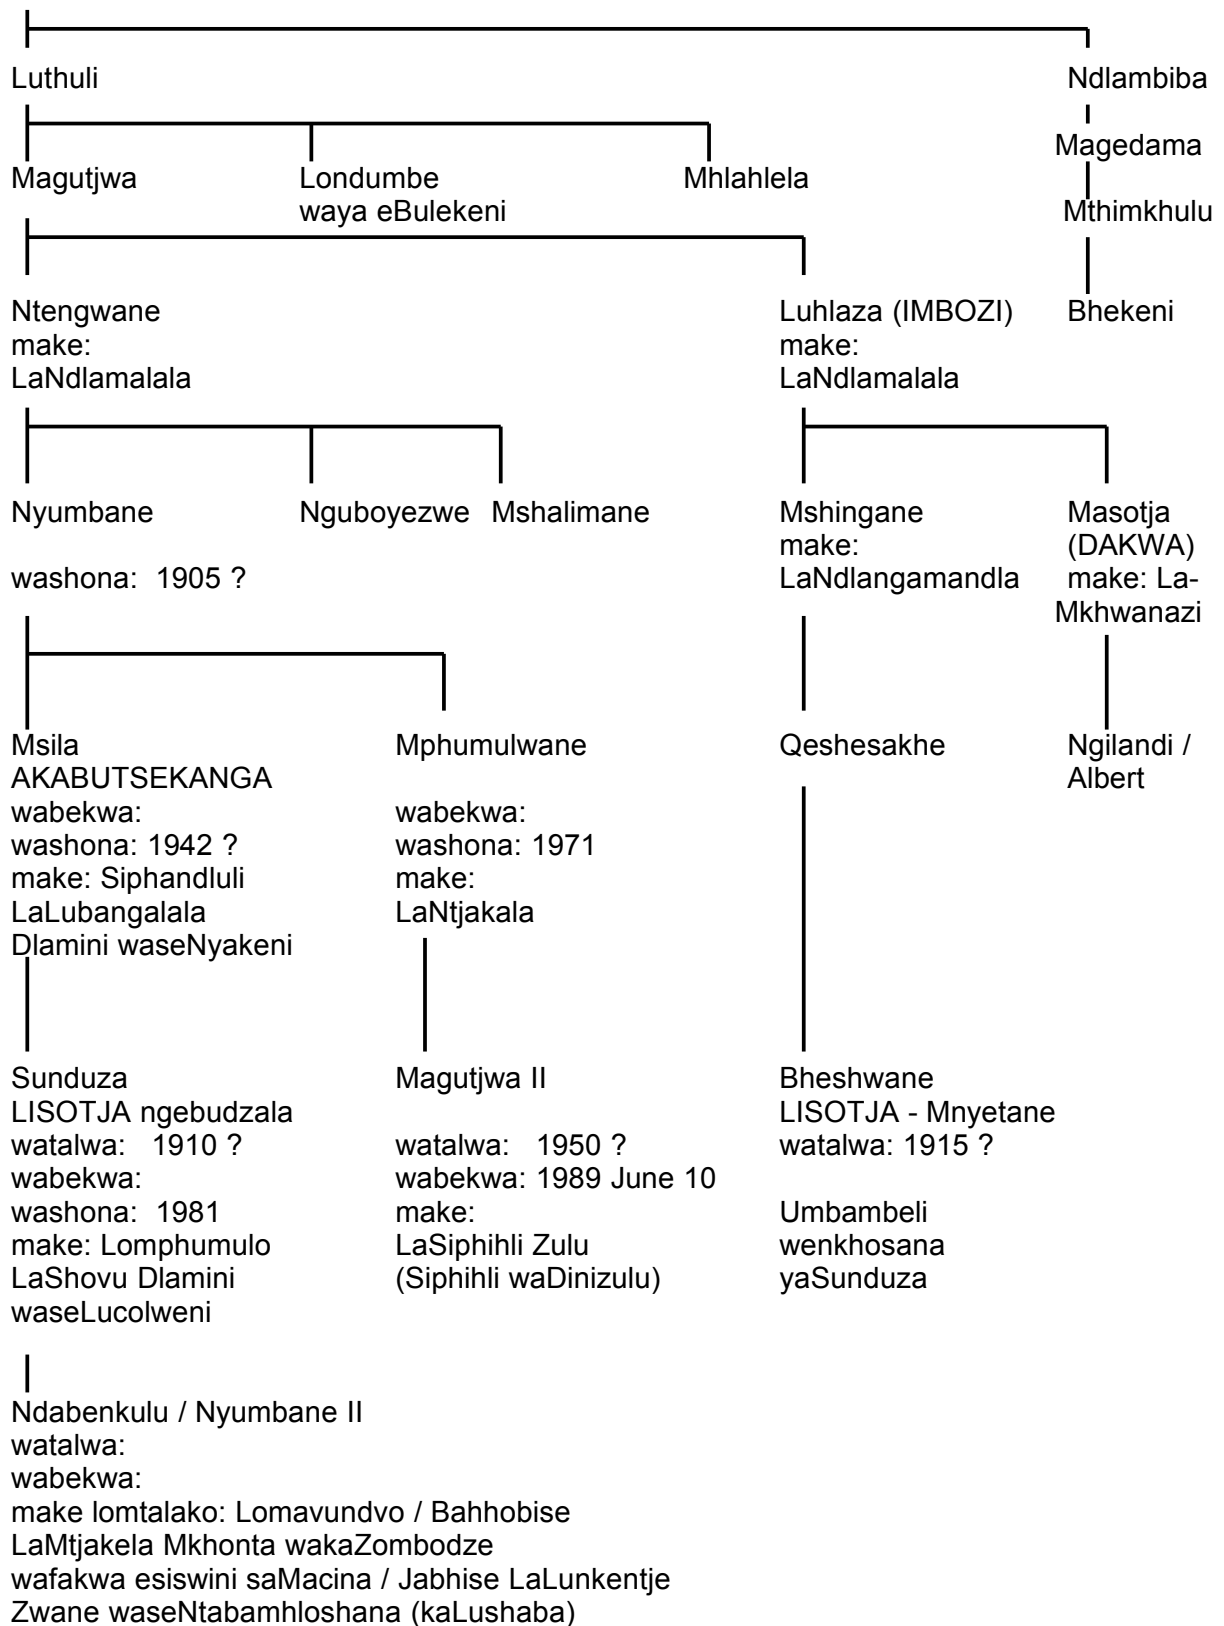 Luthuli Ndlambiba
Magedama
Magutjwa Londumbe Mhlahlela
waya eBulekeni Mthimkhulu
Ntengwane Luhlaza (IMBOZI) Bhekeni
make: make:
LaNdlamalala LaNdlamalala
Nyumbane Nguboyezwe Mshalimane Mshingane Masotja
make: (DAKWA)
washona: 1905 ? LaNdlangamandla make: La-
Mkhwanazi
Msila Mphumulwane Qeshesakhe Ngilandi /
AKABUTSEKANGA Albert
wabekwa: wabekwa:
washona: 1942 ? washona: 1971
make: Siphandluli make:
LaLubangalala LaNtjakala
Dlamini waseNyakeni
Sunduza Magutjwa II Bheshwane
LISOTJA ngebudzala LISOTJA - Mnyetane
watalwa: 1910 ? watalwa: 1950 ? watalwa: 1915 ?
wabekwa: wabekwa: 1989 June 10
washona: 1981 make: Umbambeli
make: Lomphumulo LaSiphihli Zulu wenkhosana
LaShovu Dlamini (Siphihli waDinizulu) yaSunduza
waseLucolweni
Ndabenkulu / Nyumbane II
watalwa:
wabekwa:
make lomtalako: Lomavundvo / Bahhobise
LaMtjakela Mkhonta wakaZombodze
wafakwa esiswini saMacina / Jabhise LaLunkentje
Zwane waseNtabamhloshana (kaLushaba)